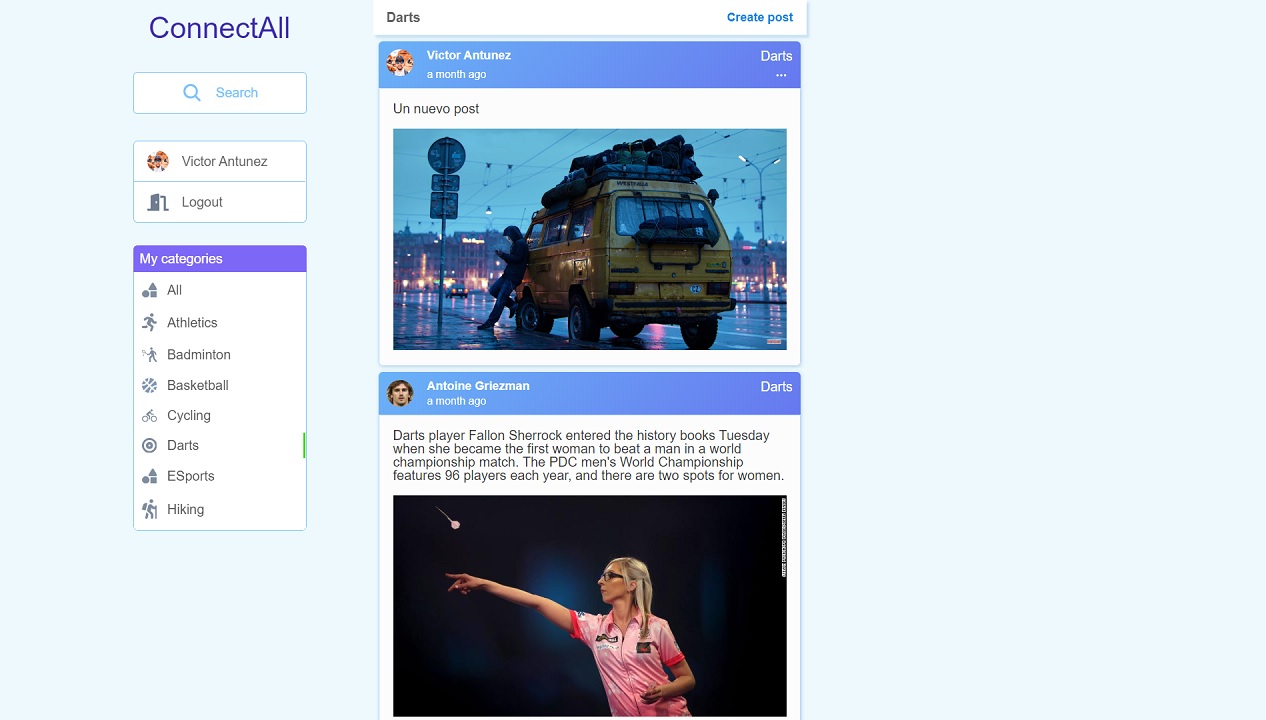 ConnectAll
Search
Victor Antunez
Logout
My categories
All
Athletics
Badminton
Basketball
Cycling
Darts
ESports
Hiking
Darts
Create post
Victor Antunez
a month ago
Darts
...
Un nuevo post
WESTFALIA
Antoine Griezman
a month ago
Darts
Darts player Fallon Sherrock entered the history books Tuesday
when she became the first woman to beat a man in a world
championship match. The PDC men's World Championship
features 96 players each year, and there are two spots for women.